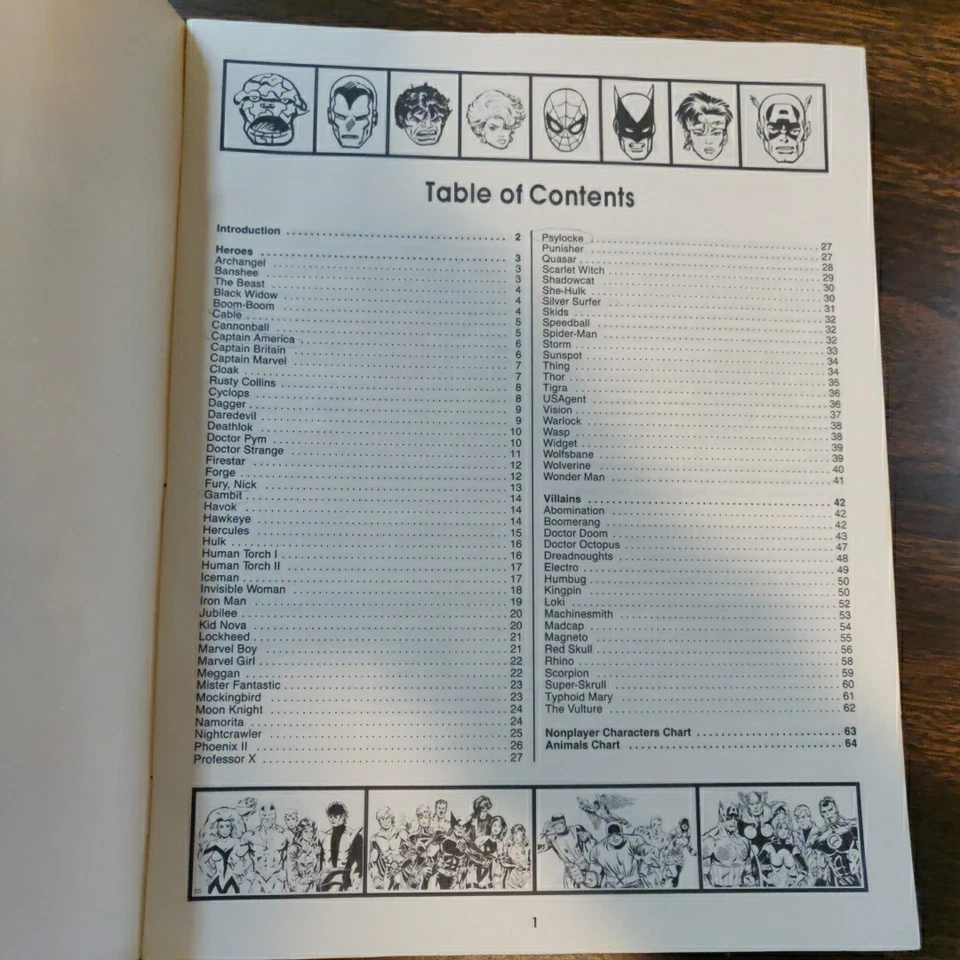 Table of Contents
Introduction 2
Heroes 3
Archangel 3
Banshee 3
The Beast 4
Black Widow 4
Boom-Boom 4
Cable 5
Cannonball 5
Captain America 6
Captain Britain 6
Captain Marvel 7
Cloak 7
Rusty Collins 8
Cyclops 8
Dagger 9
Daredevil 9
Deathlok 10
Doctor Pym 10
Doctor Strange 11
Firestar 12
Forge 12
Fury, Nick 13
Gambit 14
Havok 14
Hawkeye 14
Hercules 15
Hulk 16
Human Torch I 16
Human Torch II 17
Iceman 17
Invisible Woman 18
Iron Man 19
Jubilee 20
Kid Nova 20
Lockheed 21
Marvel Boy 21
Marvel Girl 22
Meggan 22
Mister Fantastic 23
Mockingbird 23
Moon Knight 24
Namorita 24
Nightcrawler 25
Phoenix II 26
Professor X 27
Psylocke 27
Punisher 27
Quasar 28
Scarlet Witch 29
Shadowcat 30
She-Hulk 30
Silver Surfer 31
Skids 32
Speedball 32
Spider-Man 32
Storm 33
Sunspot 34
Thing 34
Thor 35
Tigra 36
USAgent 36
Vision 37
Warlock 38
Wasp 38
Widget 39
Wolfsbane 39
Wolverine 40
Wonder Man 41
Villains 42
Abomination 42
Boomerang 42
Doctor Doom 43
Doctor Octopus 47
Dreadnoughts 48
Electro 49
Humbug 50
Kingpin 50
Loki 52
Machinesmith 53
Madcap 54
Magneto 55
Red Skull 56
Rhino 58
Scorpion 59
Super-Skrull 60
Typhoid Mary 61
The Vulture 62
Nonplayer Characters Chart 63
Animals Chart 64
1